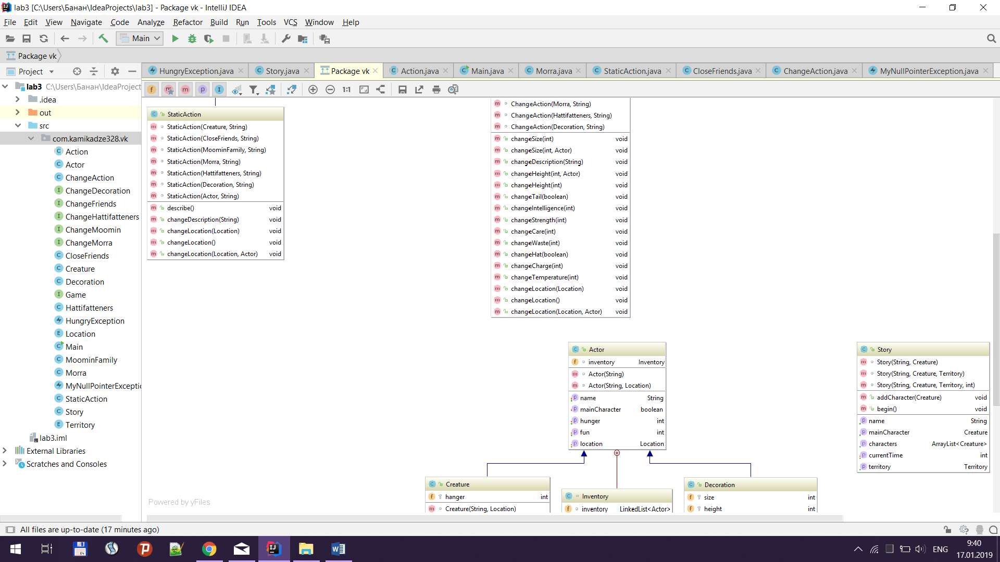 lab3 [C:\Users\Банан\IdeaProjects\lab3] - Package vk - IntelliJ IDEA
File Edit View Navigate Code Analyze Refactor Build Run Tools VCS Window Help
Main
Package vk
Project
HungryException.java
Story.java
Package vk
Action.java
Main.java
Morra.java
StaticAction.java
CloseFriends.java
ChangeAction.java
MyNullPointerException.java
lab3 C:\Users\Банан\IdeaProject
.idea
out
src
com.kamikadze328.vk
Action
Actor
ChangeAction
ChangeDecoration
ChangeFriends
ChangeHattifatteners
ChangeMoomin
ChangeMorra
CloseFriends
Creature
Decoration
Game
Hattifatteners
HungryException
Location
Main
MoominFamily
Morra
MyNullPointerExceptic
StaticAction
Story
Territory
lab3.iml
External Libraries
Scratches and Consoles
1:1
StaticAction
StaticAction(Creature, String)
StaticAction(CloseFriends, String)
StaticAction(MoominFamily, String)
StaticAction(Morra, String)
StaticAction(Hattifatteners, String)
StaticAction(Decoration, String)
StaticAction(Actor, String)
describe() void
changeDescription(String) void
changeLocation(Location) void
changeLocation() void
changeLocation(Location, Actor) void
ChangeAction(Morra, String)
ChangeAction(Hattifatteners, String)
ChangeAction(Decoration, String)
changeSize(int) void
changeSize(int, Actor) void
changeDescription(String) void
changeHeight(int, Actor) void
changeHeight(int) void
changeTail(boolean) void
changeIntelligence(int) void
changeStrength(int) void
changeCare(int) void
changeWaste(int) void
changeHat(boolean) void
changeCharge(int) void
changeTemperature(int) void
changeLocation(Location) void
changeLocation() void
changeLocation(Location, Actor) void
Actor
inventory Inventory
Actor(String)
Actor(String, Location)
name String
mainCharacter boolean
hunger int
fun int
location Location
Story
Story(String, Creature)
Story(String, Creature, Territory)
Story(String, Creature, Territory, int)
addCharacter(Creature) void
begin() void
name String
mainCharacter Creature
characters ArrayList<Creature>
currentTime int
territory Territory
Creature
hanger int
Creature(String, Location)
Inventory
inventory LinkedList<Actor>
Decoration
size int
height int
Powered by yFiles
All files are up-to-date (17 minutes ago)
ENG
9:40
17.01.2019